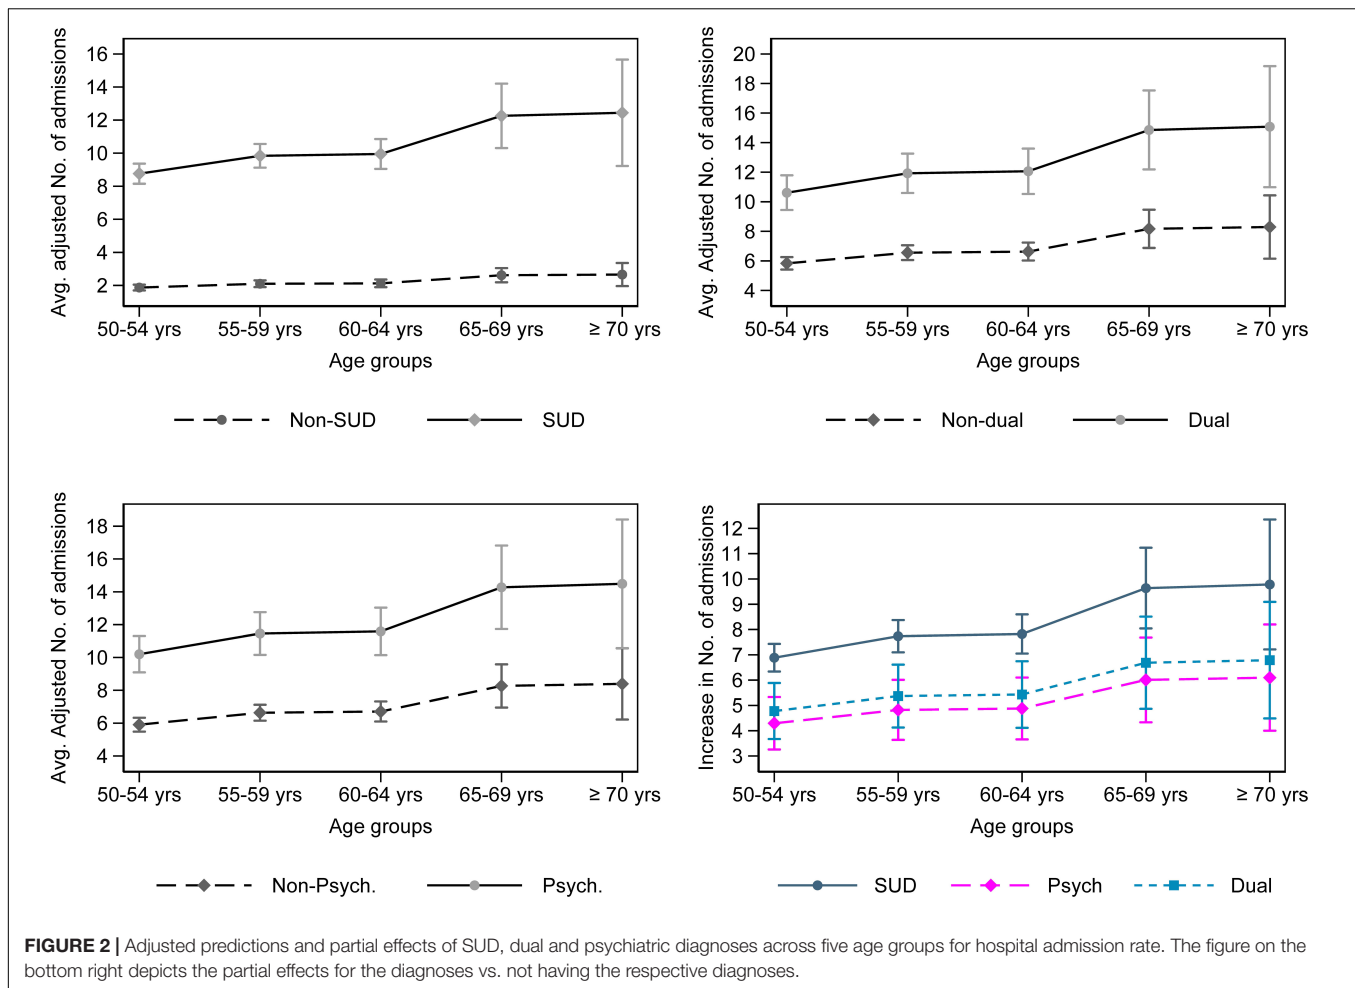 Avg. adjusted No. of admissions
16
14
12
10
8
6
4
2
50-54 yrs 55-59 yrs 60-64 yrs 65-69 yrs ≥ 70 yrs
Age groups
Non-SUD SUD
Avg. Adjusted No. of admissions
20
18
16
14
12
10
8
6
4
50-54 yrs 55-59 yrs 60-64 yrs 65-69 yrs ≥ 70 yrs
Age groups
Non-dual Dual
Avg. Adjusted No. of admissions
18
16
14
12
10
8
6
4
50-54 yrs 55-59 yrs 60-64 yrs 65-69 yrs ≥ 70 yrs
Age groups
Non-Psych. Psych.
Increase in No. of admissions
12
11
10
9
8
7
6
5
4
3
50-54 yrs 55-59 yrs 60-64 yrs 65-69 yrs ≥ 70 yrs
Age groups
SUD Psych Dual
FIGURE 2 | Adjusted predictions and partial effects of SUD, dual and psychiatric diagnoses across five age groups for hospital admission rate. The figure on the
bottom right depicts the partial effects for the diagnoses vs. not having the respective diagnoses.